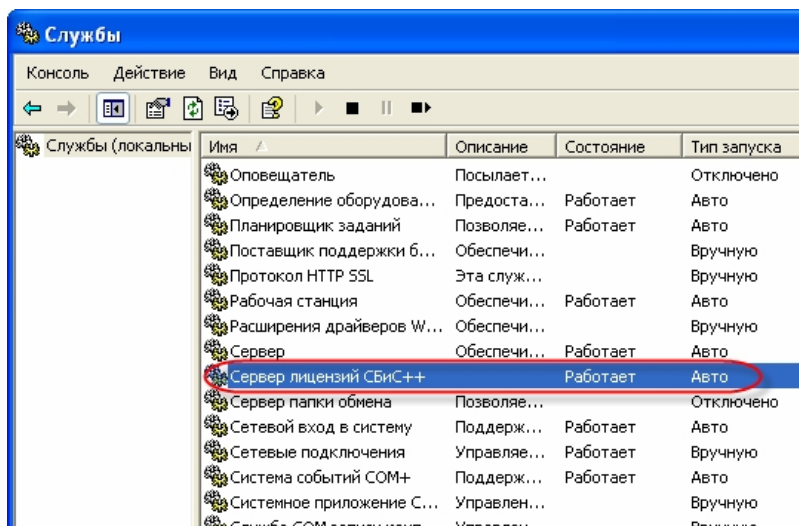 Службы
Консоль Действие Вид Справка
Службы (локальны
Имя Описание Состояние Тип запуска
Оповещатель Посылает... Отключено
Определение оборудова... Предоста... Работает Авто
Планировщик заданий Позволяе... Работает Авто
Поставщик поддержки б... Обеспечи... Вручную
Протокол HTTP SSL Эта служ... Вручную
Рабочая станция Обеспечи... Работает Авто
Расширения драйверов W... Обеспечи... Вручную
Сервер Обеспечи... Работает Авто
Сервер лицензий СБиС++ Работает Авто
Сервер папки обмена Позволяе... Отключено
Сетевой вход в систему Поддерж... Работает Авто
Сетевые подключения Управляе... Работает Вручную
Система событий COM+ Поддерж... Работает Авто
Системное приложение C... Управлен... Вручную